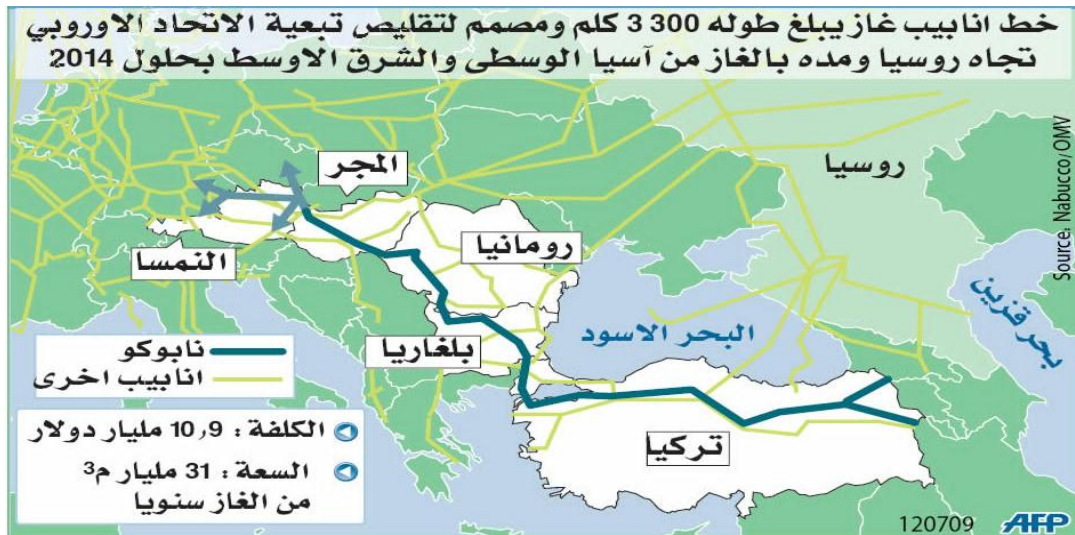 خط انابيب غاز يبلغ طوله 300 3 كلم ومصمم لتقليص تبعية الاتحاد الاوروبي
تجاه روسيا ومده بالغاز من آسيا الوسطى والشرق الاوسط بحلول 2014
Source: Nabucco/OMV
روسيا
المجر
رومانيا
النمسا
بحر قزين
البحر الاسود
نابوكو
بلغاريا
انابيب اخرى
الكلفة : 10,9 مليار دولار
تركيا
السعة : 31 مليار م3
من الغاز سنويا
120709 AFP